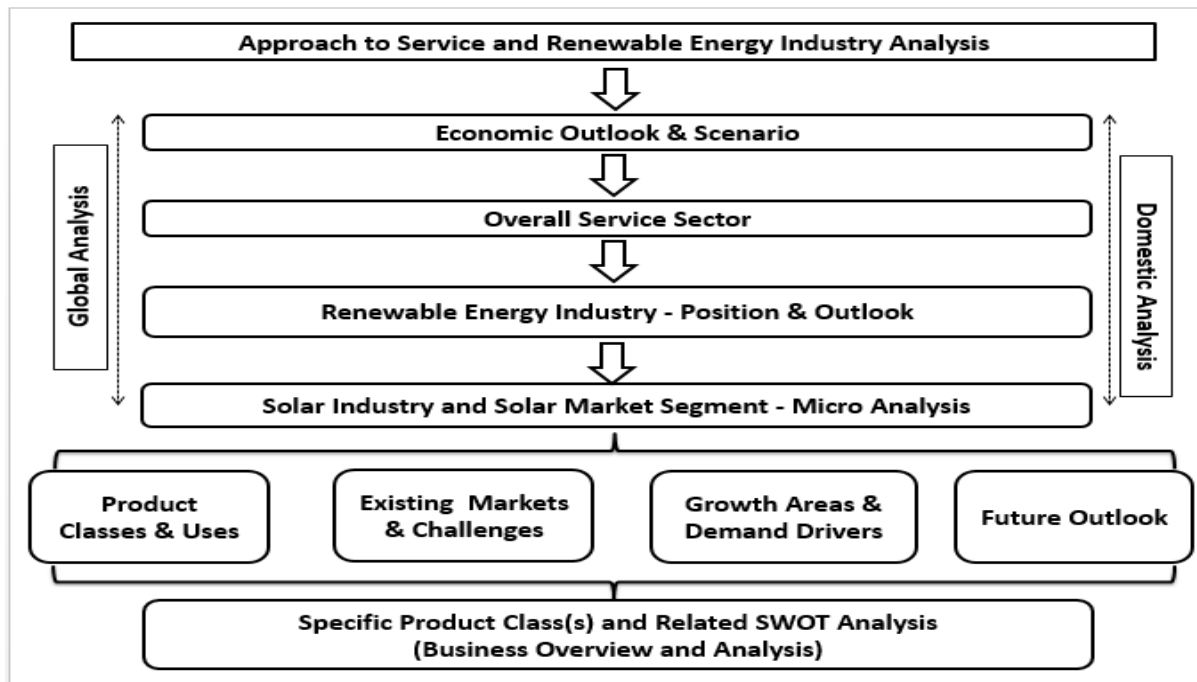 Approach to Service and Renewable Energy Industry Analysis
Economic Outlook & Scenario
Overall Service Sector
Renewable Energy Industry - Position & Outlook
Solar Industry and Solar Market Segment - Micro Analysis
Global Analysis
Domestic Analysis
Product
Classes & Uses
Existing Markets
& Challenges
Growth Areas &
Demand Drivers
Future Outlook
Specific Product Class(s) and Related SWOT Analysis
(Business Overview and Analysis)